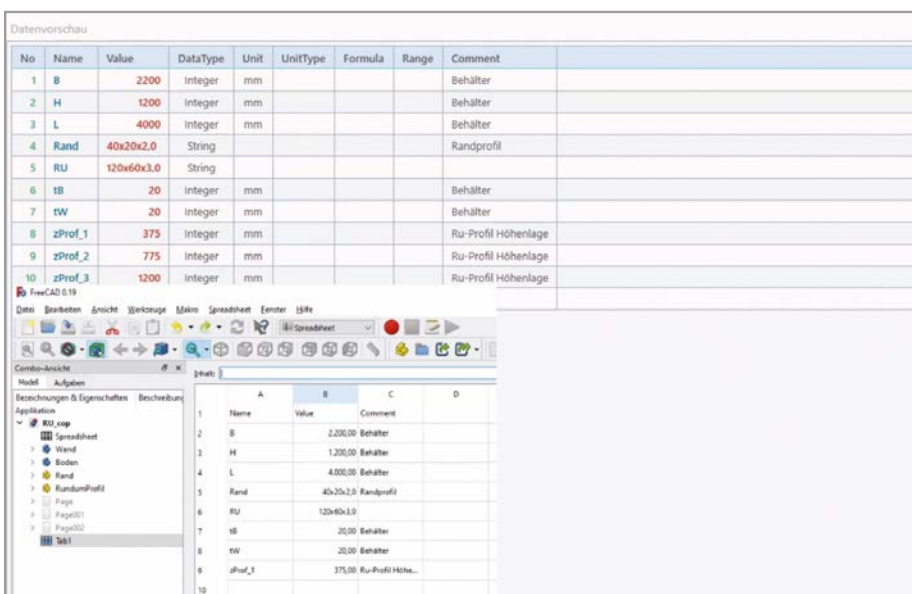 Datenvorschau
No Name Value DataType Unit UnitType Formula Range Comment
1 B 2200 Integer mm Behälter
2 H 1200 Integer mm Behälter
3 L 4000 Integer mm Behälter
4 Rand 40x20x2,0 String Randprofil
5 RU 120x60x3,0 String
6 tB 20 Integer mm Behälter
7 tW 20 Integer mm Behälter
8 zProf_1 375 Integer mm Ru-Profil Höhenlage
9 zProf_2 775 Integer mm Ru-Profil Höhenlage
10 zProf_3 1200 Integer mm Ru-Profil Höhenlage
FreeCAD 0.19
Datei Bearbeiten Ansicht Werkzeuge Makro Spreadsheet Fenster Hilfe
Spreadsheet
Combo-Ansicht
Modell Aufgaben
Inhalt:
Bezeichnungen & Eigenschaften Beschreibung
Applikation
RU_cop
Spreadsheet
Wand
Boden
Rand
RundumProfil
Page
Page001
Page002
Tab1
A B C D
1 Name Value Comment
2 B 2.200,00 Behälter
3 H 1.200,00 Behälter
4 L 4.000,00 Behälter
5 Rand 40x20x2,0 Randprofil
6 RU 120x60x3,0
7 tB 20,00 Behälter
8 tW 20,00 Behälter
9 zProf_1 375,00 Ru-Profil Höhe...
10